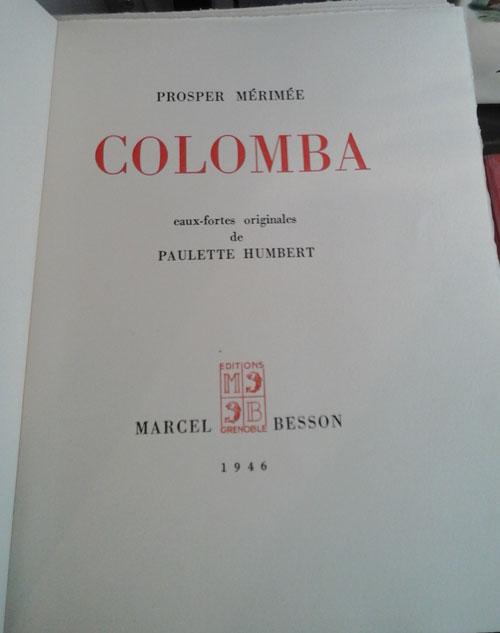 PROSPER MÉRIMÉE
COLOMBA
eaux-fortes originales
de
PAULETTE HUMBERT
EDITIONS
M
B
GRENOBLE
MARCEL BESSON
1946